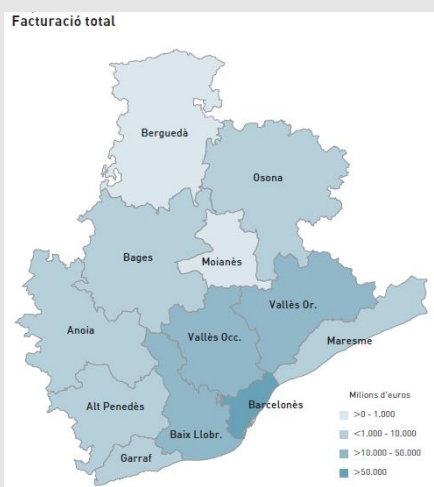 Facturació total
Berguedà
Osona
Bages
Moianès
Vallès Or.
Anoia
Vallès Occ.
Maresme
Alt Penedès
Barcelonès
Baix Llobr.
Garraf
Milions d'euros
>0 - 1.000
<1.000 - 10.000
>10.000 - 50.000
>50.000